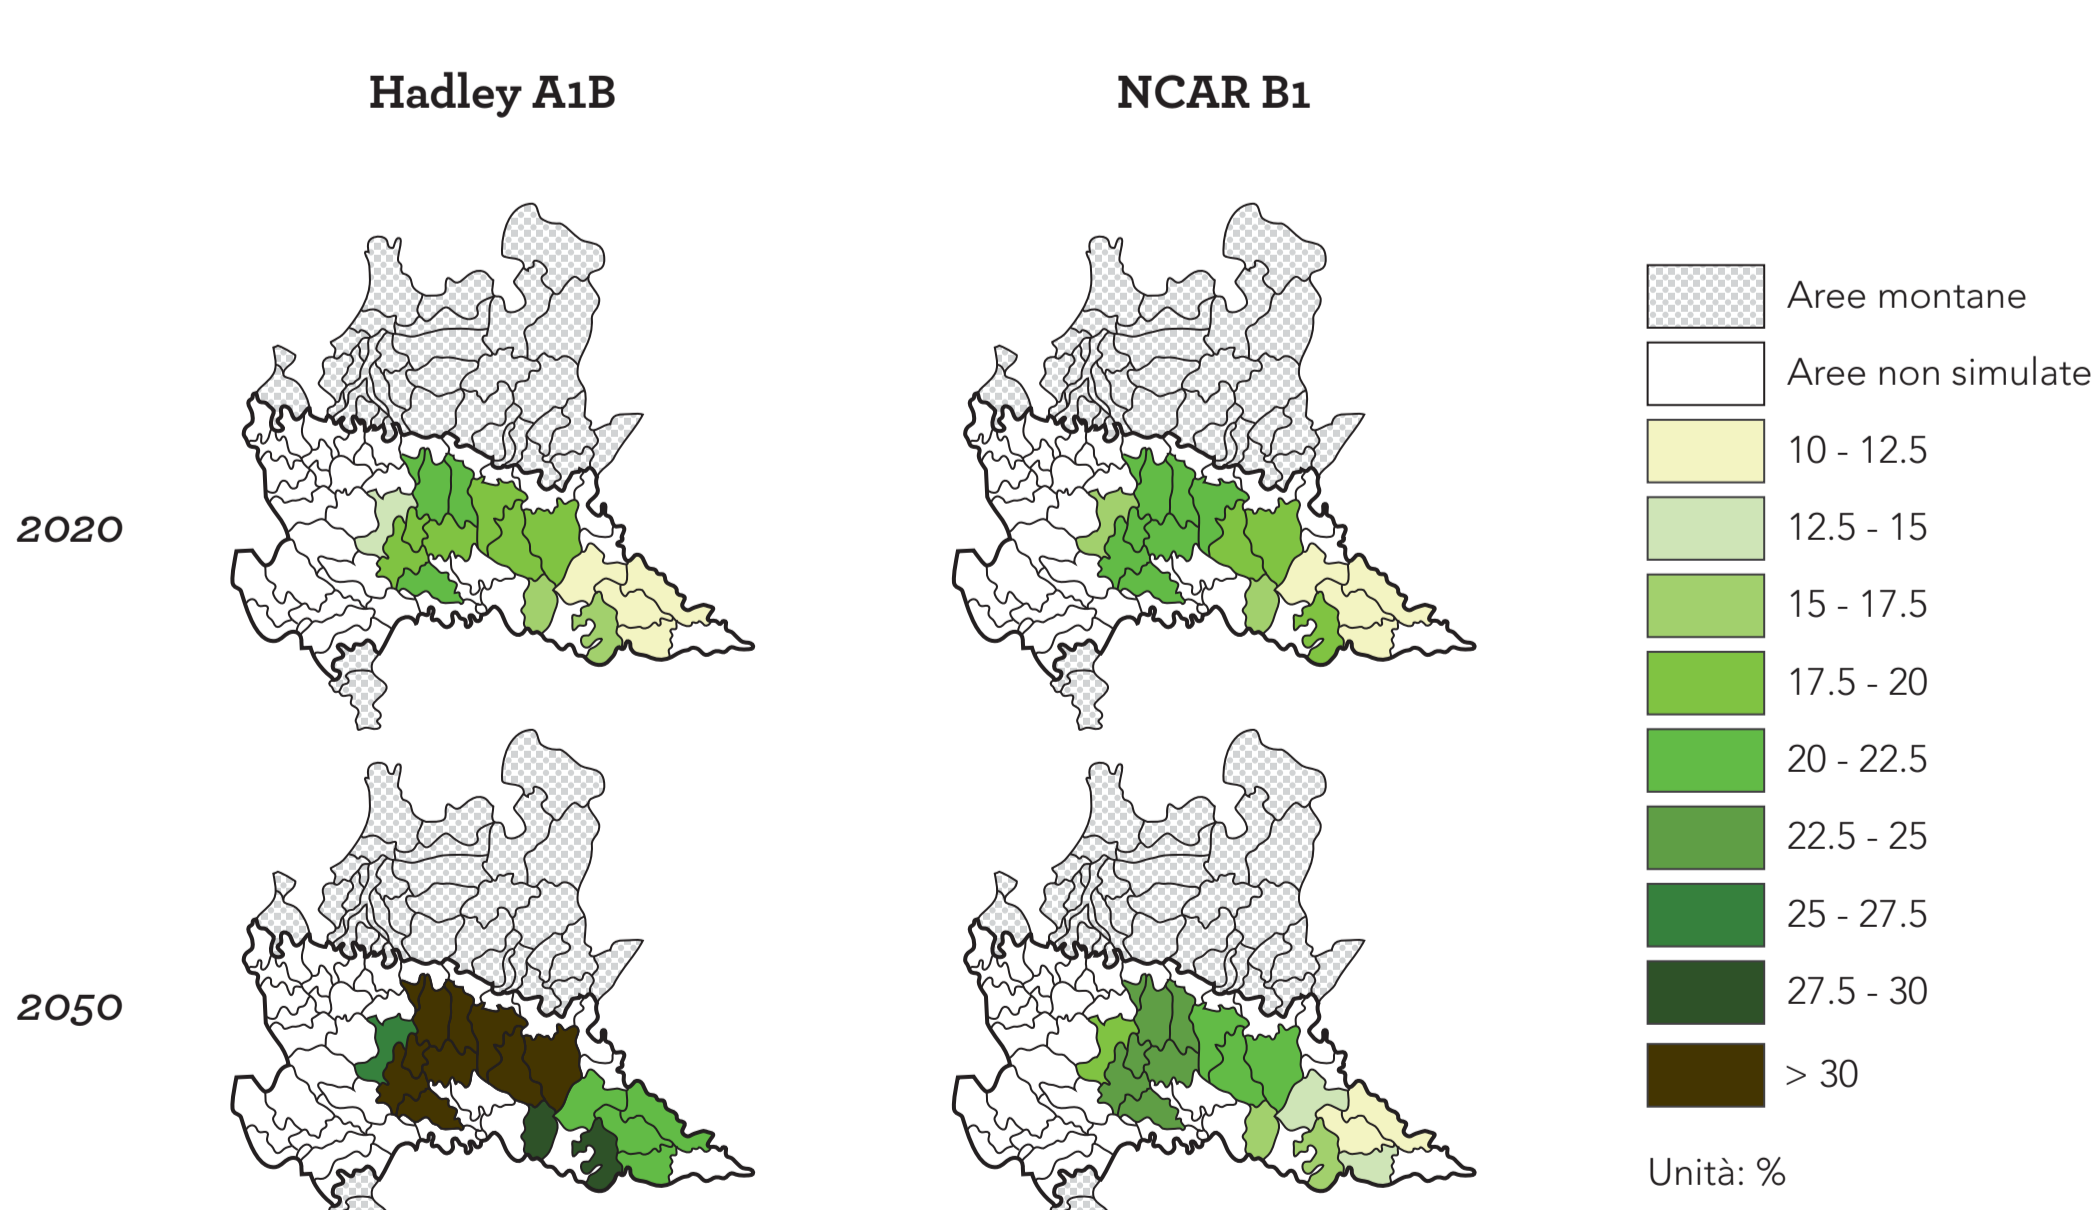 Hadley A1B
NCAR B1
2020
2050
Aree montane
Aree non simulate
10 - 12.5
12.5 - 15
15 - 17.5
17.5 - 20
20 - 22.5
22.5 - 25
25 - 27.5
27.5 - 30
> 30
Unità: %